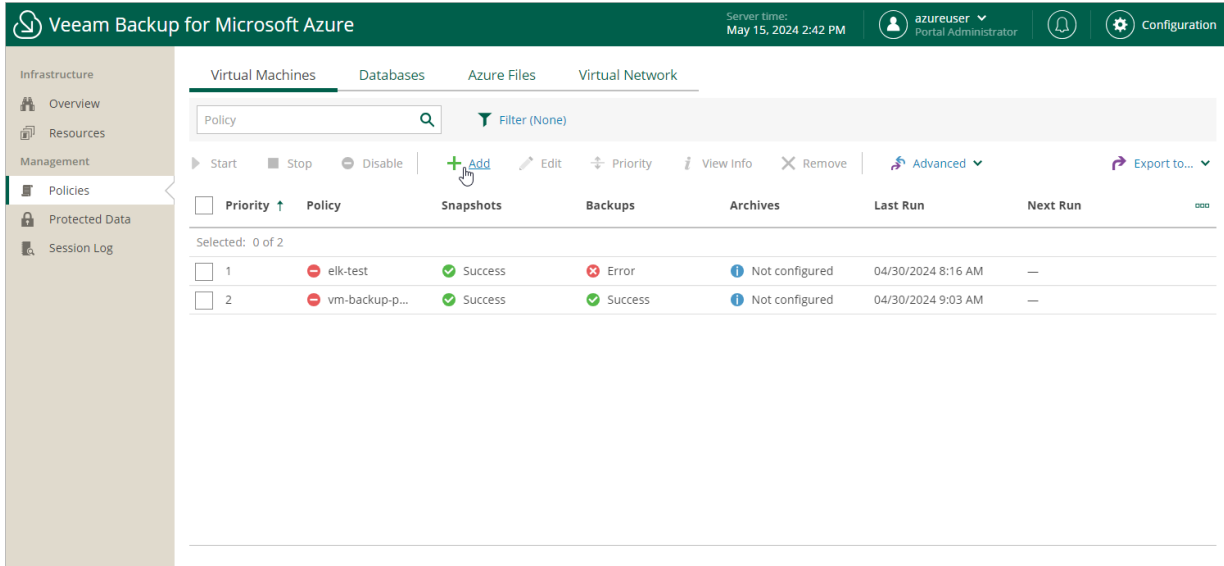 Veeam Backup for Microsoft Azure
Server time:
May 15, 2024 2:42 PM
azureuser
Portal Administrator
Configuration
Infrastructure
Overview
Resources
Management
Policies
Protected Data
Session Log
Virtual Machines Databases Azure Files Virtual Network
Policy Filter (None)
Start Stop Disable Add Edit Priority View Info Remove Advanced Export to...
Priority Policy Snapshots Backups Archives Last Run Next Run
Selected: 0 of 2
1 elk-test Success Error Not configured 04/30/2024 8:16 AM —
2 vm-backup-p... Success Success Not configured 04/30/2024 9:03 AM —